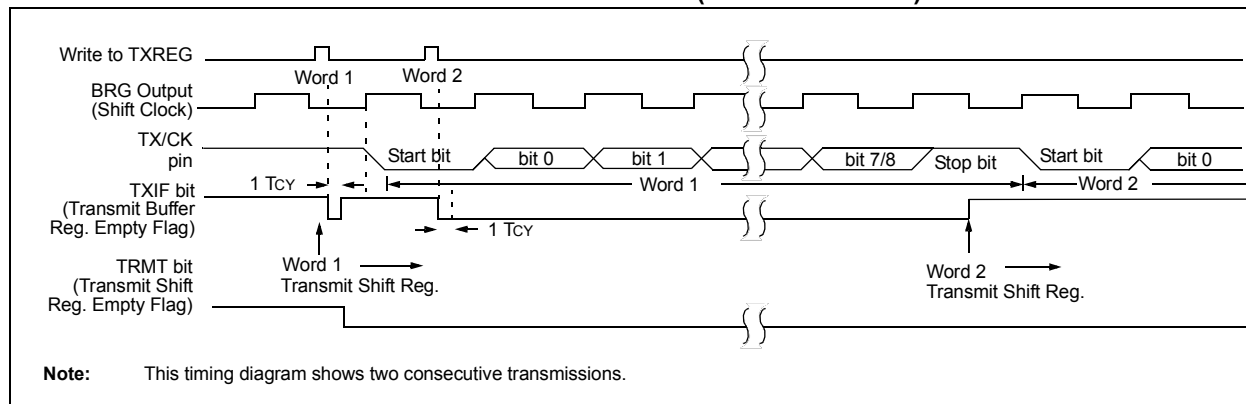 Write to TXREG
Word 1
Word 2
BRG Output
(Shift Clock)
TX/CK
pin
Start bit
bit 0
bit 1
bit 7/8
Stop bit
Start bit
bit 0
1 TCY
Word 1
Word 2
TXIF bit
(Transmit Buffer
Reg. Empty Flag)
1 TCY
Word 1
Transmit Shift Reg.
Word 2
Transmit Shift Reg.
TRMT bit
(Transmit Shift
Reg. Empty Flag)
Note: This timing diagram shows two consecutive transmissions.